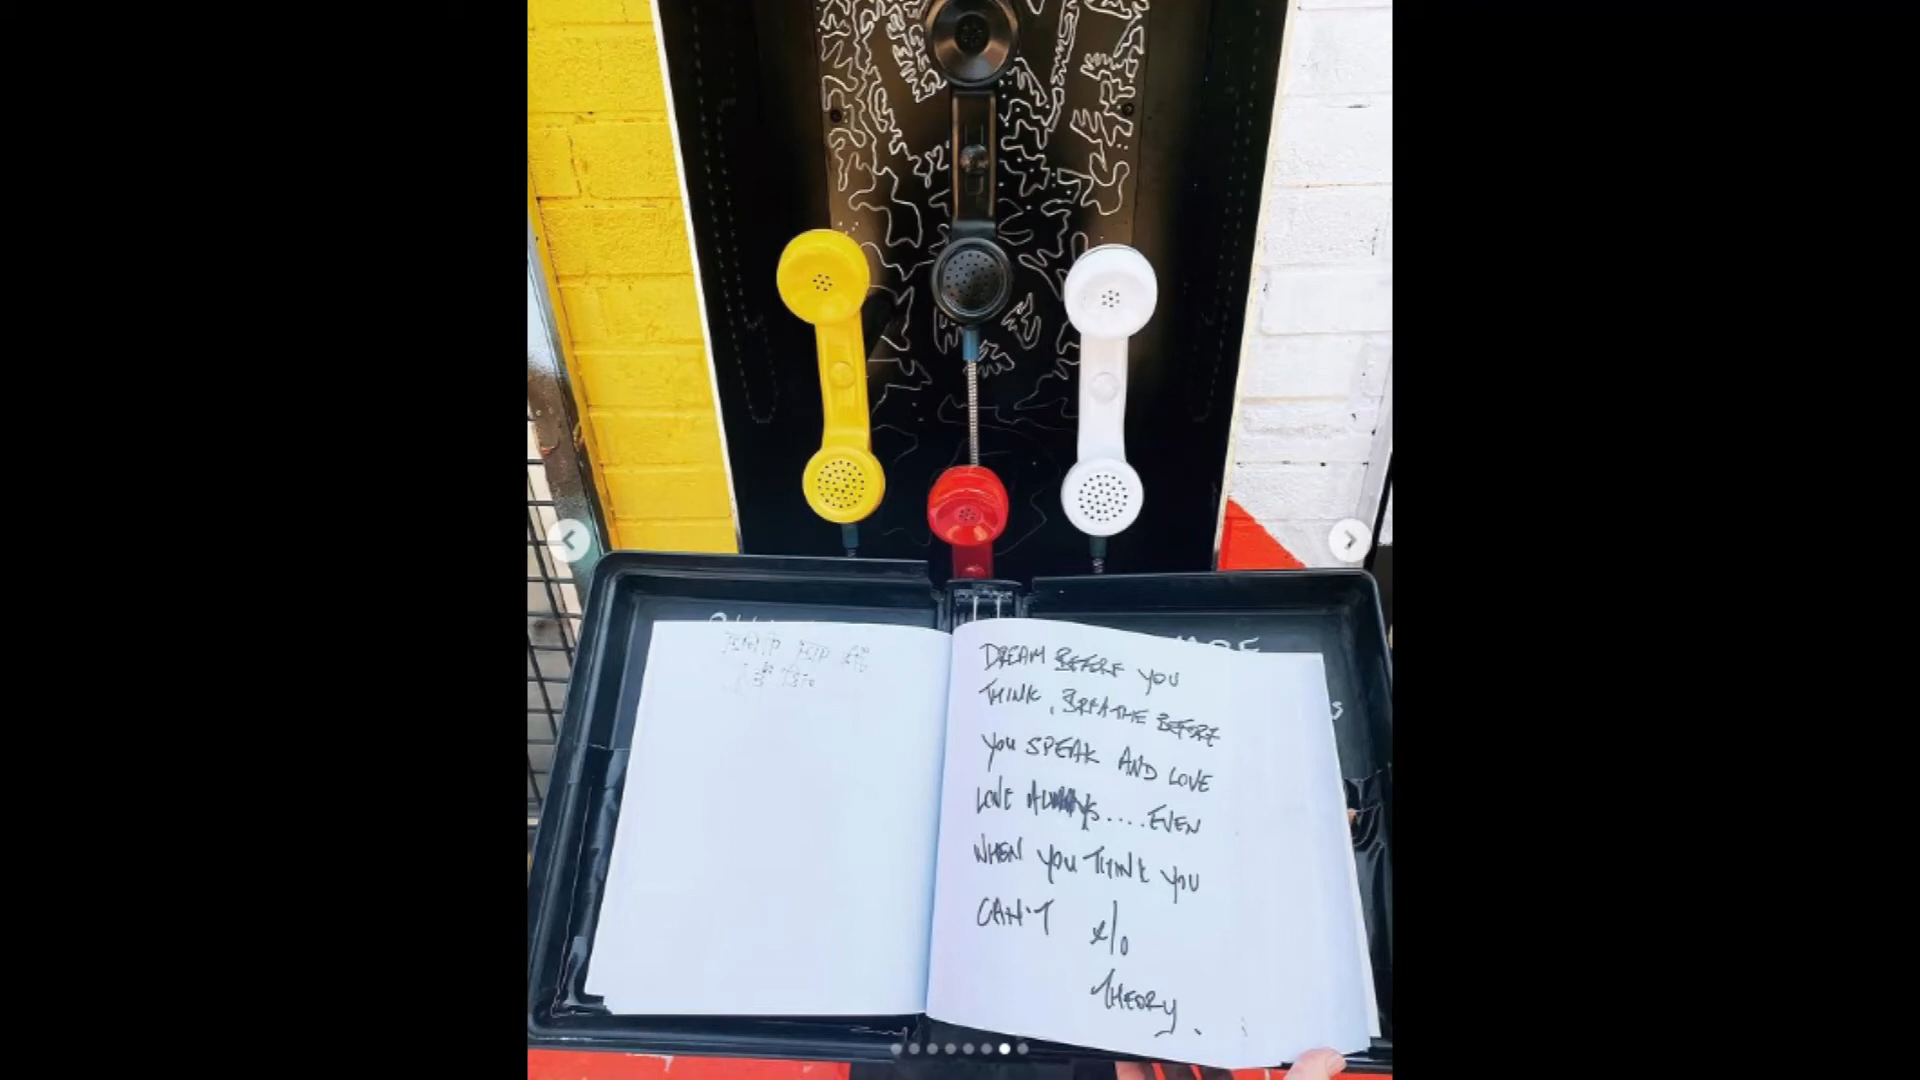 DREAM BEFORE YOU
THINK, BREATHE BEFORE
YOU SPEAK AND LOVE
LOVE ALWAYS....EVEN
WHEN YOU THINK YOU
CAN'T x/o
THEORY.